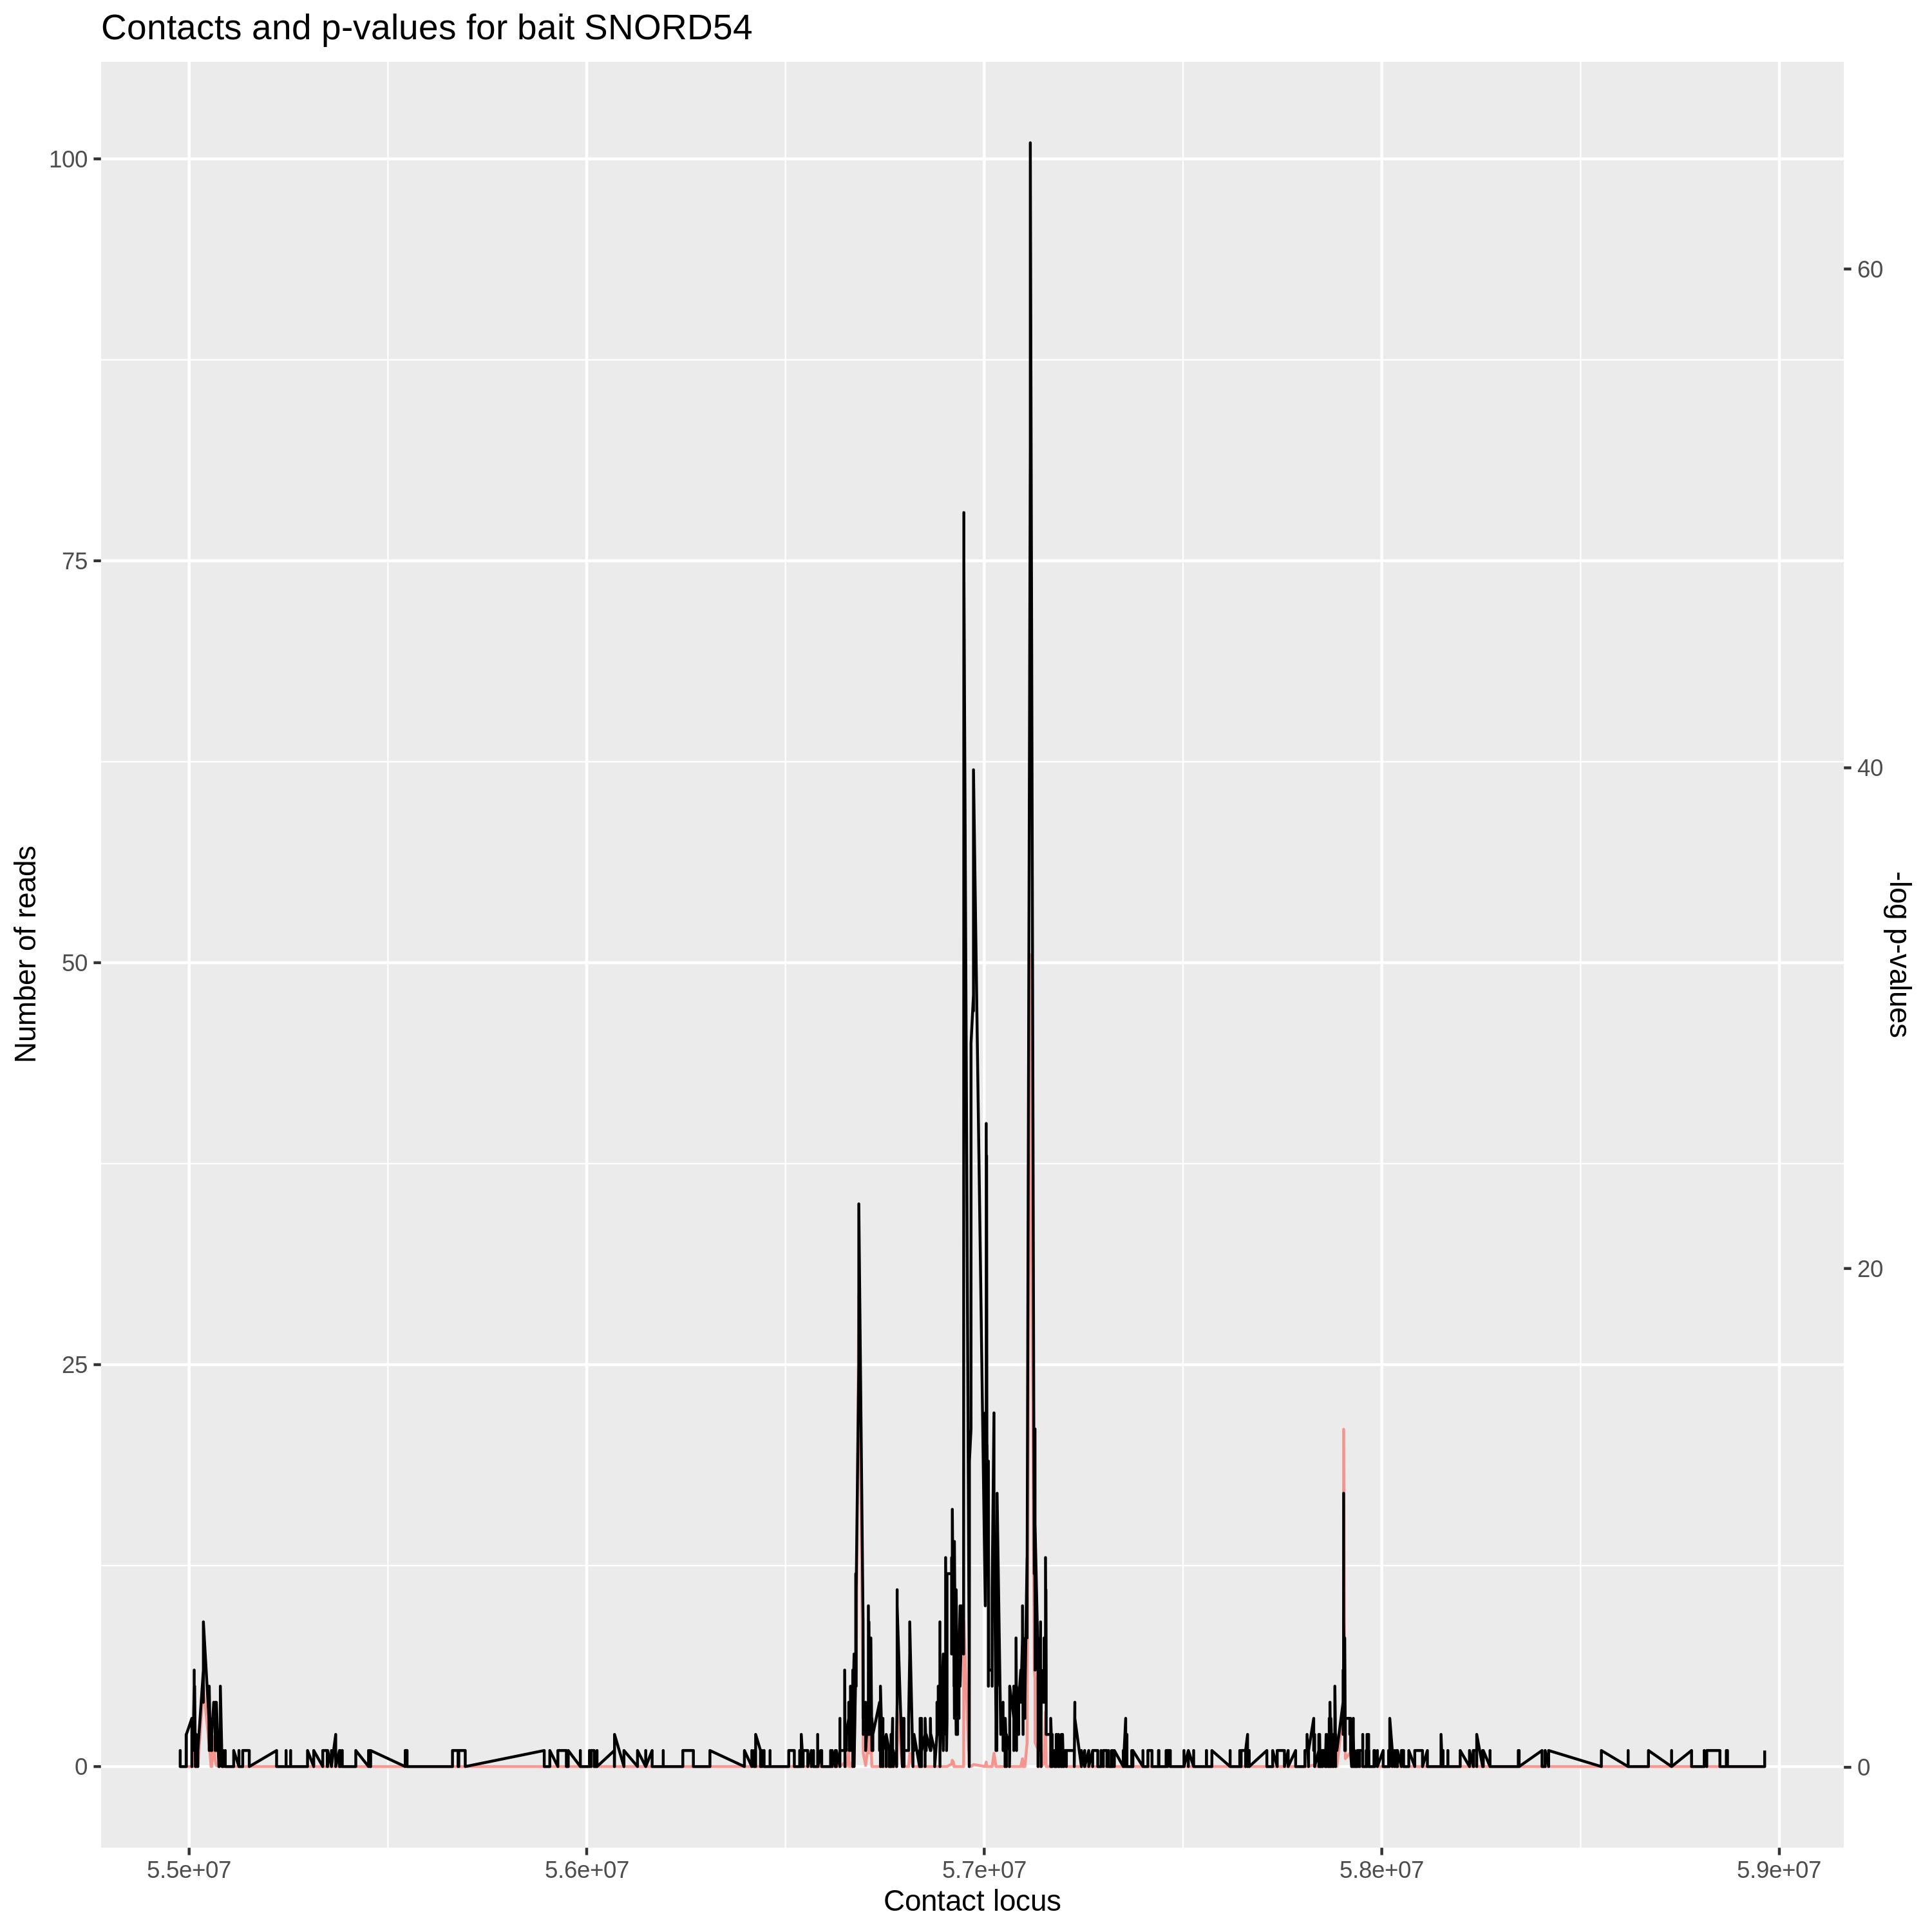 Contacts and p-values for bait SNORD54
100
75
50
25
0
60
40
20
0
Number of reads
-log p-values
5.5e+07
5.6e+07
5.7e+07
5.8e+07
5.9e+07
Contact locus